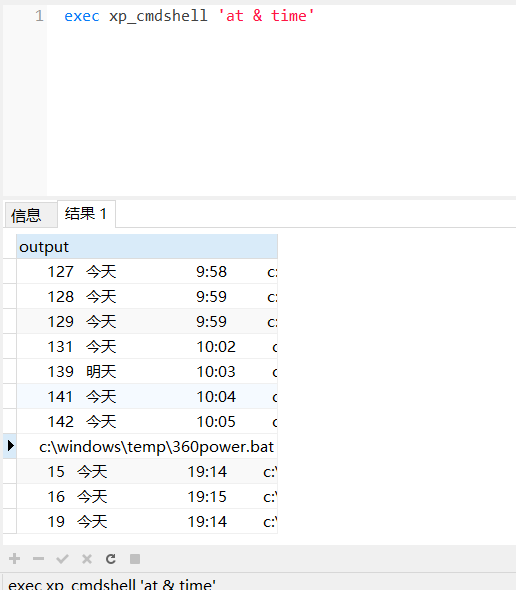 1 exec xp_cmdshell 'at & time'
信息 结果 1
output
127 今天 9:58 c:
128 今天 9:59 c:
129 今天 9:59 c:
131 今天 10:02 c
139 明天 10:03 c
141 今天 10:04 c
142 今天 10:05 c
c:\windows\temp\360power.bat
15 今天 19:14 c:\
16 今天 19:15 c:\
19 今天 19:14 c:\
exec xp_cmdshell 'at & time'